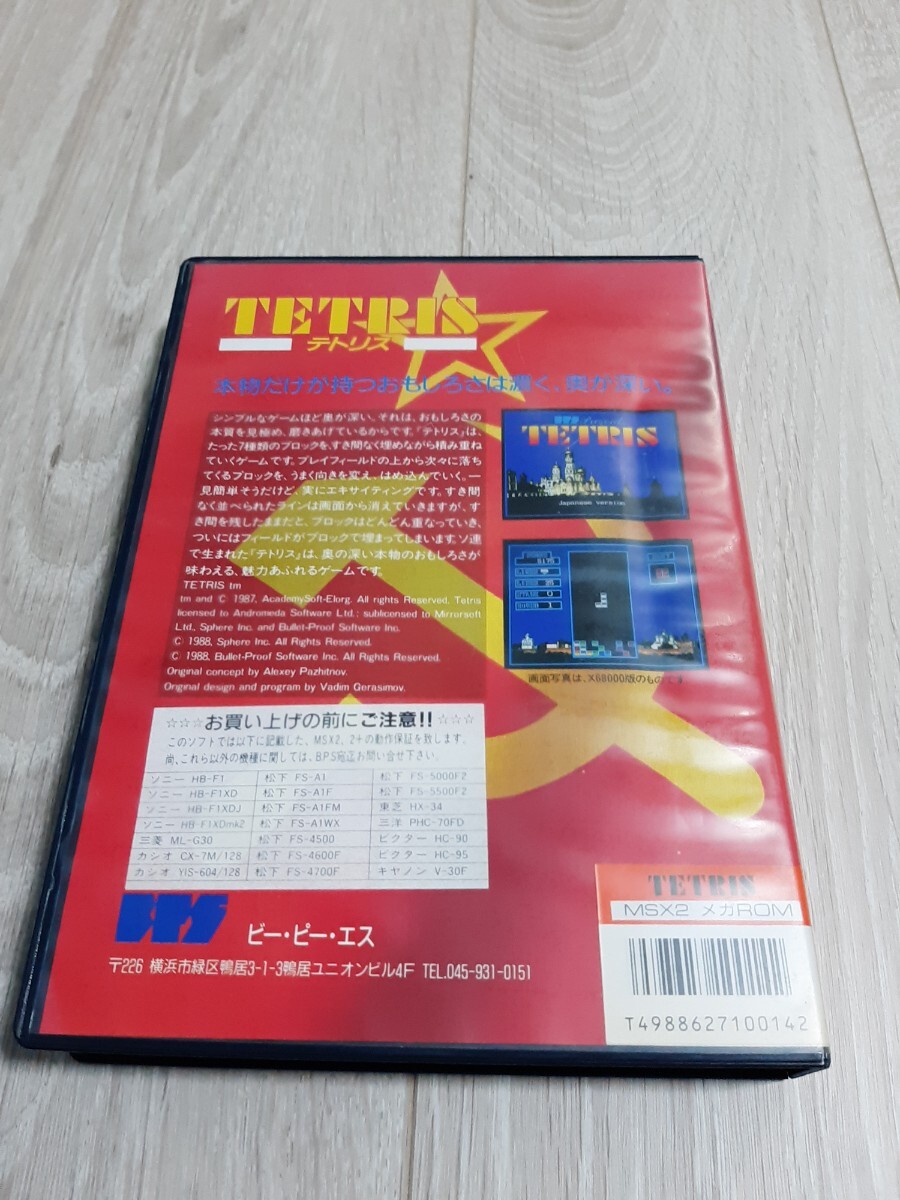 TETRIS
テトリス
本物だけが持つおもしろさは濃く、奥が深い。
シンプルなゲームほど奥が深い。それは、おもしろさの
本質を見極め、磨きあげているからです。「テトリス」は、
たった7種類のブロックを、すき間なく埋めながら積み重ね
ていくゲームです。プレイフィールドの上から次々に落ち
てくるブロックを、うまく向きを変え、はめ込んでいく。一
見簡単そうだけど、実にエキサイティングです。すき間
なく並べられたラインは画面から消えていきますが、すき
き間を残したままだと、ブロックはどんどん重なっていき、
ついにはフィールドがブロックで埋まってしまいます。ソ連
で生まれた「テトリス」は、奥の深い本物のおもしろさが
味わえる、魅力あふれるゲームです。
TETRIS tm
tm and © 1987, AcademySoft-Elorg. All rights Reserved. Tetris
licensed to Andromeda Software Ltd.; sublicensed to Mirrorsoft
Ltd., Sphere Inc. and Bullet-Proof Software Inc.
© 1988, Sphere Inc. All Rights Reserved.
© 1988, Bullet-Proof Software Inc. All Rights Reserved.
Original concept by Alexey Pazhitnov.
Original design and program by Vadim Gerasimov.
BPS
TETRIS
Japanese version
画面写真は、X68000版のものです
☆☆☆お買い上げの前にご注意!!☆☆☆
このソフトでは以下に記載した、MSX2、2+の動作保証を致します。
尚、これら以外の機種に関しては、B.P.S宛迄お問い合せ下さい。
ソニー HB-F1 松下 FS-A1 松下 FS-5000F2
ソニー HB-F1XD 松下 FS-A1F 松下 FS-5500F2
ソニー HB-F1XDJ 松下 FS-A1FM 東芝 HX-34
ソニー HB-F1XDmk2 松下 FS-A1WX 三洋 PHC-70FD
三菱 ML-G30 松下 FS-4500 ビクター HC-90
カシオ CX-7M/128 松下 FS-4600F ビクター HC-95
カシオ YIS-604/128 松下 FS-4700F キヤノン V-30F
BPS ビー・ピー・エス
〒226 横浜市緑区鴨居3-1-3鴨居ユニオンビル4F TEL.045-931-0151
TETRIS
MSX2 メガROM
T4988627100142